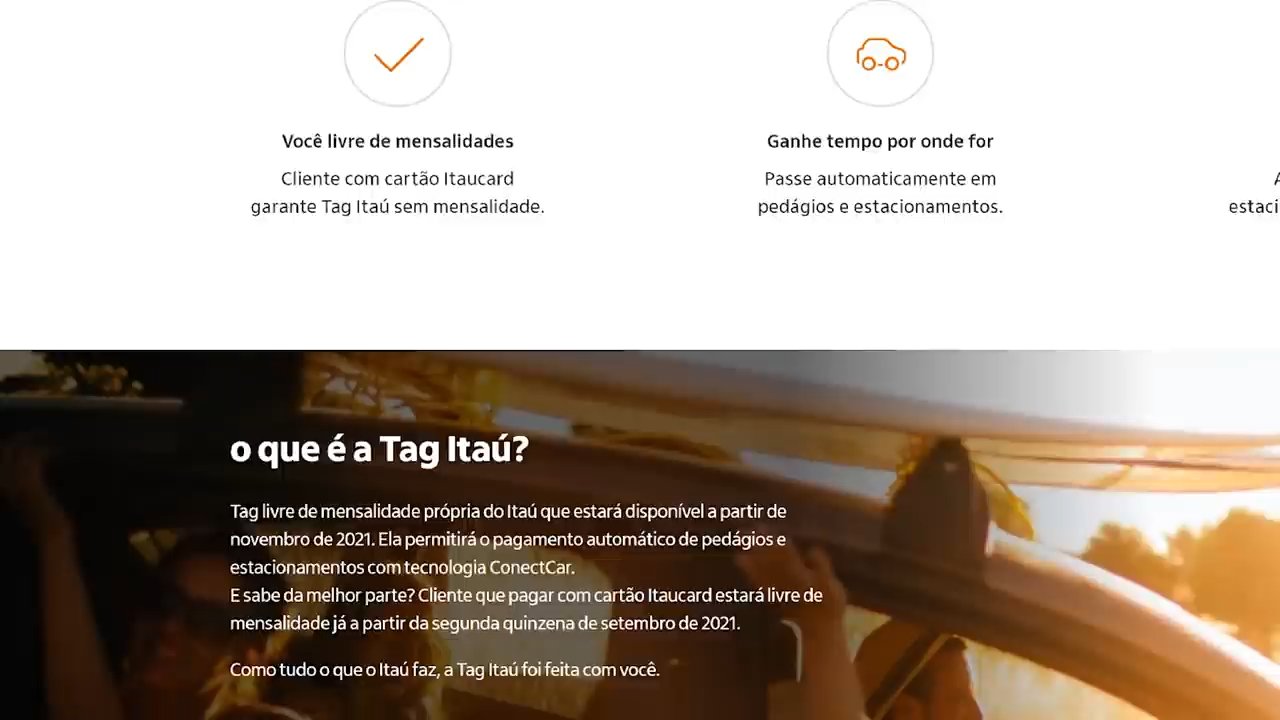 Você livre de mensalidades
Cliente com cartão Itaucard
garante Tag Itaú sem mensalidade.
Ganhe tempo por onde for
Passe automaticamente em
pedágios e estacionamentos.
o que é a Tag Itaú?
Tag livre de mensalidade própria do Itaú que estará disponível a partir de
novembro de 2021. Ela permitirá o pagamento automático de pedágios e
estacionamentos com tecnologia ConectCar.
E sabe da melhor parte? Cliente que pagar com cartão Itaucard estará livre de
mensalidade já a partir da segunda quinzena de setembro de 2021.
Como tudo o que o Itaú faz, a Tag Itaú foi feita com você.